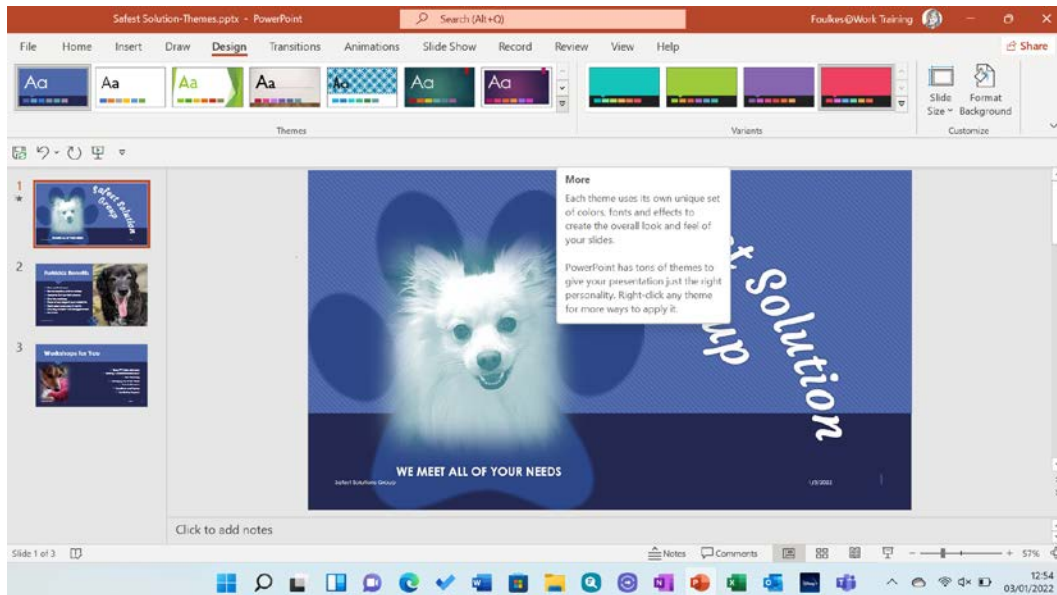 Safest Solution-Themes.pptx - PowerPoint
Search (Alt+Q)
Foulkes@Work Training
File Home Insert Draw Design Transitions Animations Slide Show Record Review View Help
Share
Aa Aa Aa Aa Aa Aa Aa
Slide Size
Format Background
Themes
Variants
Customize
1
Safest Solution Group
2
3
Workshops for You
More
Each theme uses its own unique set
of colors, fonts and effects to
create the overall look and feel of
your slides.
PowerPoint has tons of themes to
give your presentation just the right
personality. Right-click any theme
for more ways to apply it.
Solution
up
WE MEET ALL OF YOUR NEEDS
Safest Solutions Group
1/3/2022
Click to add notes
Slide 1 of 3
Notes
Comments
57%
12:54
03/01/2022